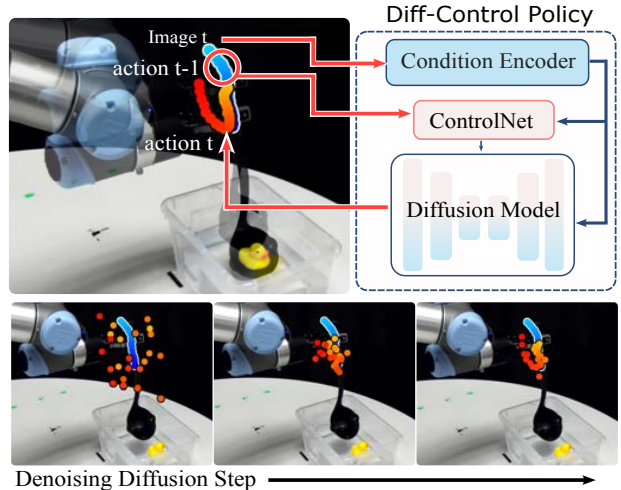 Diff-Control Policy
Image t
action t-1
action t
Condition Encoder
ControlNet
Diffusion Model
Denoising Diffusion Step